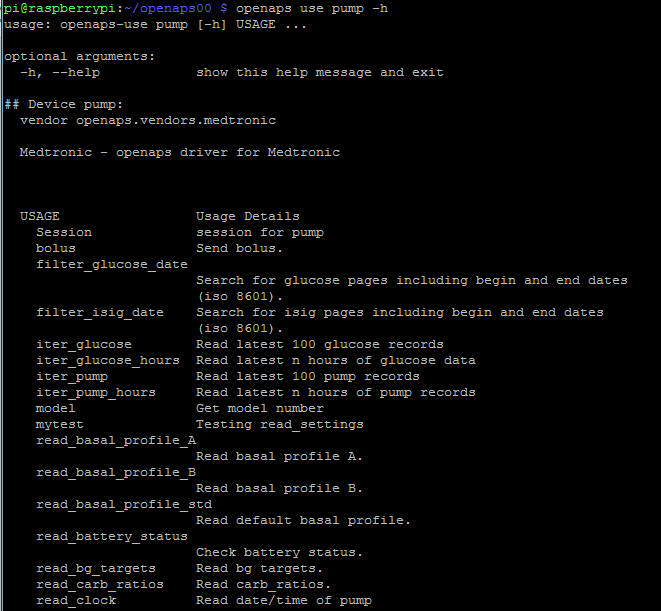 pi@raspberrypi:~/openaps00 $ openaps use pump -h
usage: openaps-use pump [-h] USAGE ...
optional arguments:
-h, --help show this help message and exit
## Device pump:
vendor openaps.vendors.medtronic
Medtronic - openaps driver for Medtronic
USAGE Usage Details
Session session for pump
bolus Send bolus.
filter_glucose_date
Search for glucose pages including begin and end dates
(iso 8601).
filter_isig_date Search for isig pages including begin and end dates
(iso 8601).
iter_glucose Read latest 100 glucose records
iter_glucose_hours Read latest n hours of glucose data
iter_pump Read latest 100 pump records
iter_pump_hours Read latest n hours of pump records
model Get model number
mytest Testing read_settings
read_basal_profile_A
Read basal profile A.
read_basal_profile_B
Read basal profile B.
read_basal_profile_std
Read default basal profile.
read_battery_status
Check battery status.
read_bg_targets Read bg targets.
read_carb_ratios Read carb_ratios.
read_clock Read date/time of pump